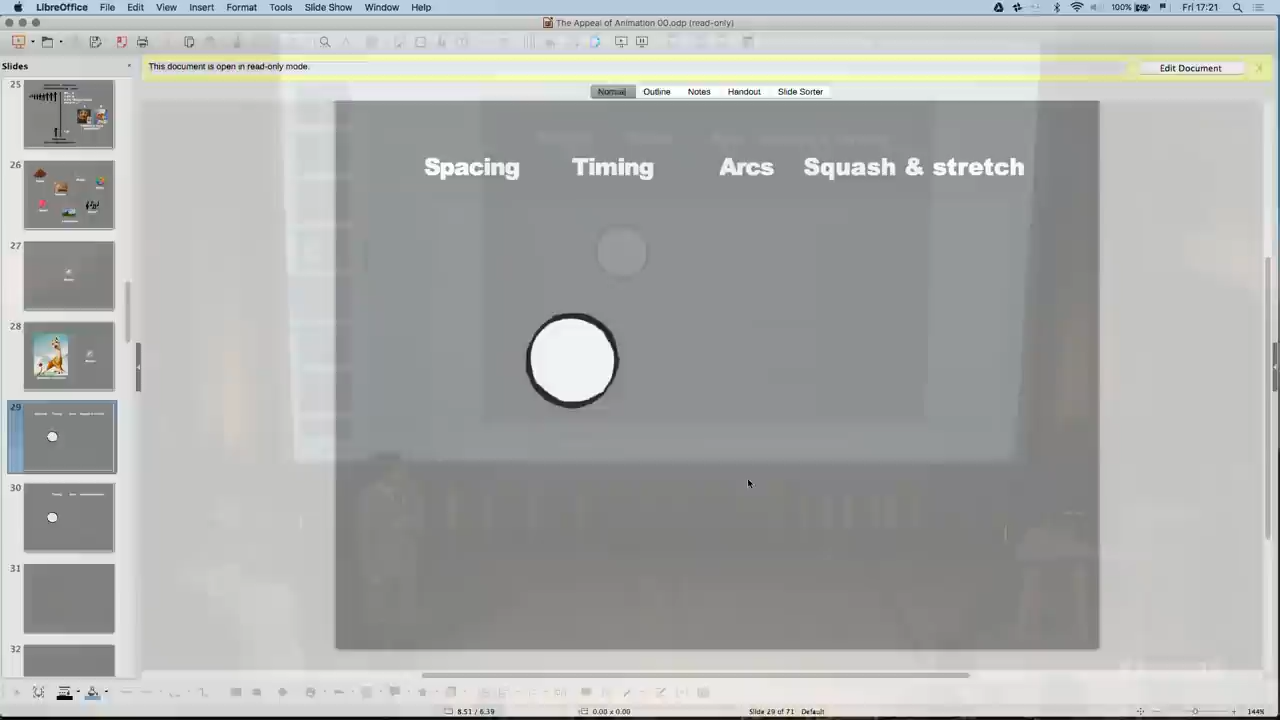 LibreOffice File Edit View Insert Format Tools Slide Show Window Help 100% Fri 17:21
The Appeal of Animation 00.odp (read-only)
Slides
This document is open in read-only mode.
Edit Document
Normal Outline Notes Handout Slide Sorter
Spacing Timing Arcs Squash & stretch
25
26
27
28
29
30
31
32
8.51 / 6.39 0.00 x 0.00 Slide 29 of 71 Default 144%